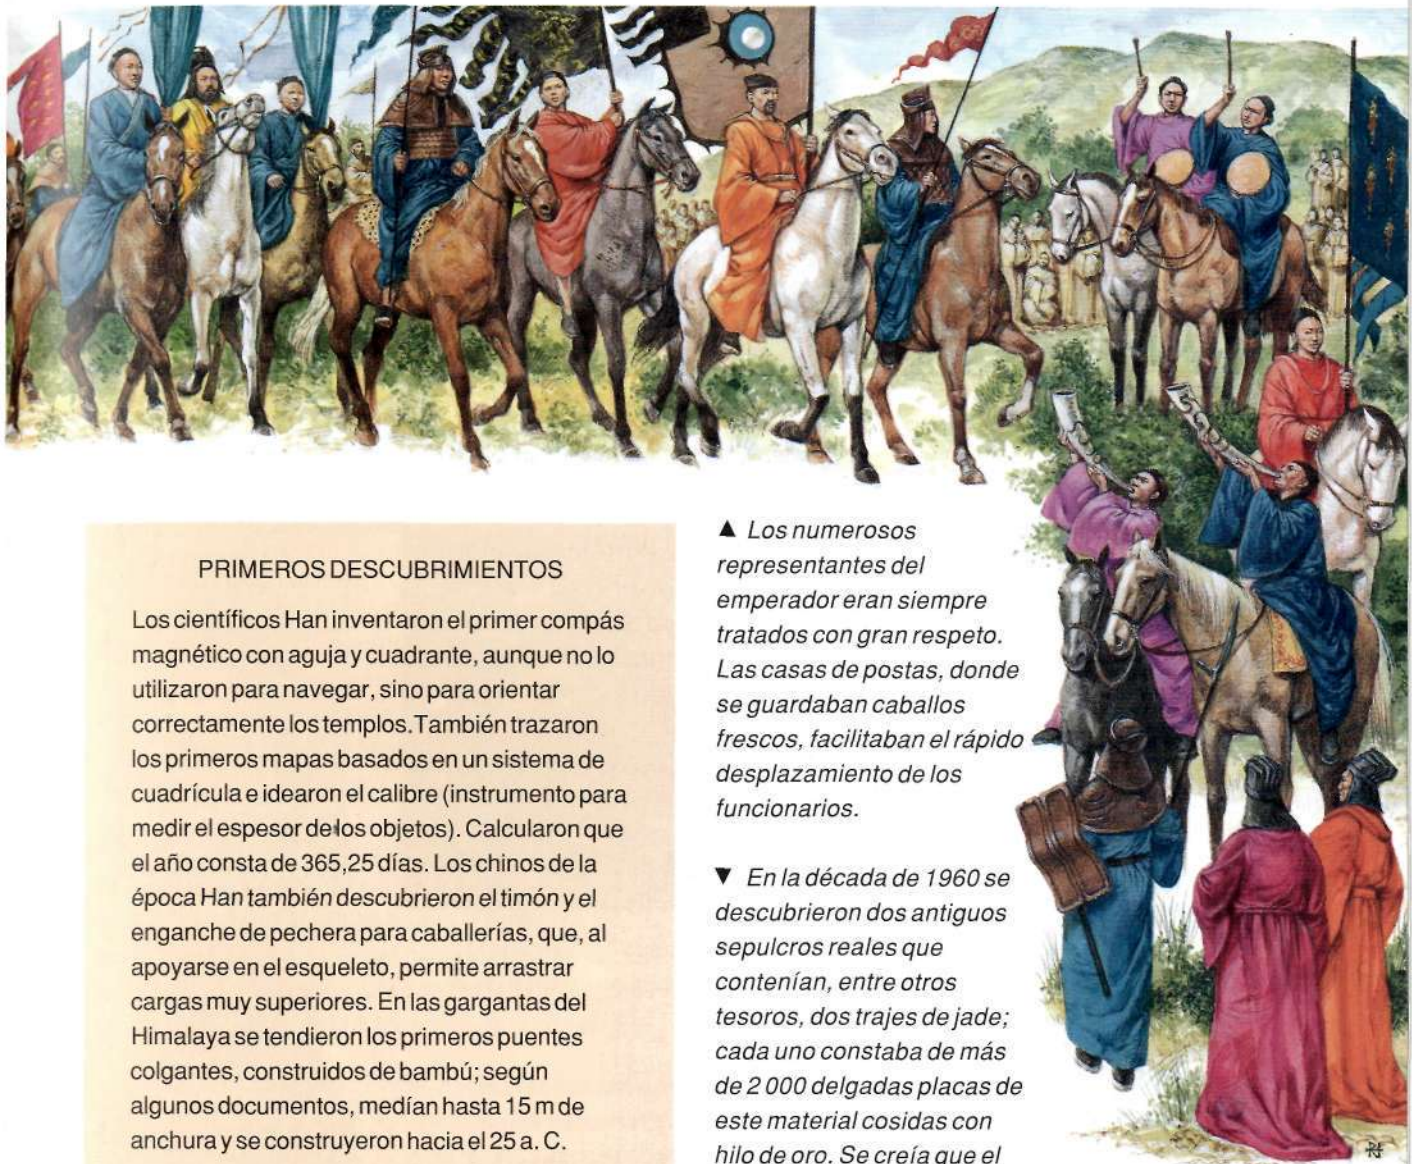 PRIMEROS DESCUBRIMIENTOS
Los científicos Han inventaron el primer compás
magnético con aguja y cuadrante, aunque no lo
utilizaron para navegar, sino para orientar
correctamente los templos. También trazaron
los primeros mapas basados en un sistema de
cuadrícula e idearon el calibre (instrumento para
medir el espesor de los objetos). Calcularon que
el año consta de 365,25 días. Los chinos de la
época Han también descubrieron el timón y el
enganche de pechera para caballerías, que, al
apoyarse en el esqueleto, permite arrastrar
cargas muy superiores. En las gargantas del
Himalaya se tendieron los primeros puentes
colgantes, construidos de bambú; según
algunos documentos, medían hasta 15 m de
anchura y se construyeron hacia el 25 a. C.
▲ Los numerosos
representantes del
emperador eran siempre
tratados con gran respeto.
Las casas de postas, donde
se guardaban caballos
frescos, facilitaban el rápido
desplazamiento de los
funcionarios.
▼ En la década de 1960 se
descubrieron dos antiguos
sepulcros reales que
contenían, entre otros
tesoros, dos trajes de jade;
cada uno constaba de más
de 2 000 delgadas placas de
este material cosidas con
hilo de oro. Se creía que el